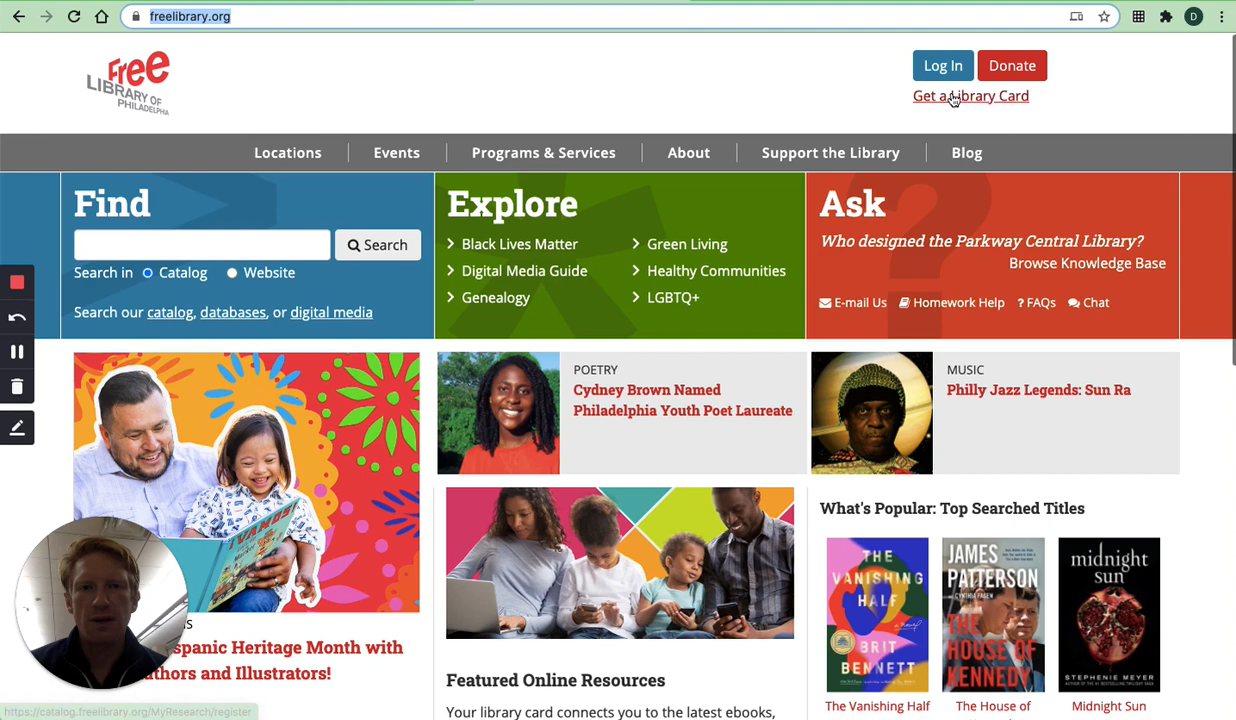 freelibrary.org
D
Free
LIBRARY OF
PHILADELPHIA
Log In
Donate
Get a Library Card
Locations
Events
Programs & Services
About
Support the Library
Blog
Find
Search
Search in
Catalog
Website
Search our catalog, databases, or digital media
Explore
Black Lives Matter
Green Living
Digital Media Guide
Healthy Communities
Genealogy
LGBTQ+
Ask
Who designed the Parkway Central Library?
Browse Knowledge Base
E-mail Us
Homework Help
? FAQs
Chat
POETRY
Cydney Brown Named
Philadelphia Youth Poet Laureate
MUSIC
Philly Jazz Legends: Sun Ra
¡VAMOS!
spanic Heritage Month with
thors and Illustrators!
Featured Online Resources
Your library card connects you to the latest ebooks,
What's Popular: Top Searched Titles
THE
VANISHING
HALF
a novel
BRIT
BENNETT
JAMES
PATTERSON
THE
HOUSE OF
KENNEDY
midnight
sun
STEPHENIE MEYER
The Vanishing Half
The House of
Midnight Sun
https://catalog.freelibrary.org/MyResearch/register